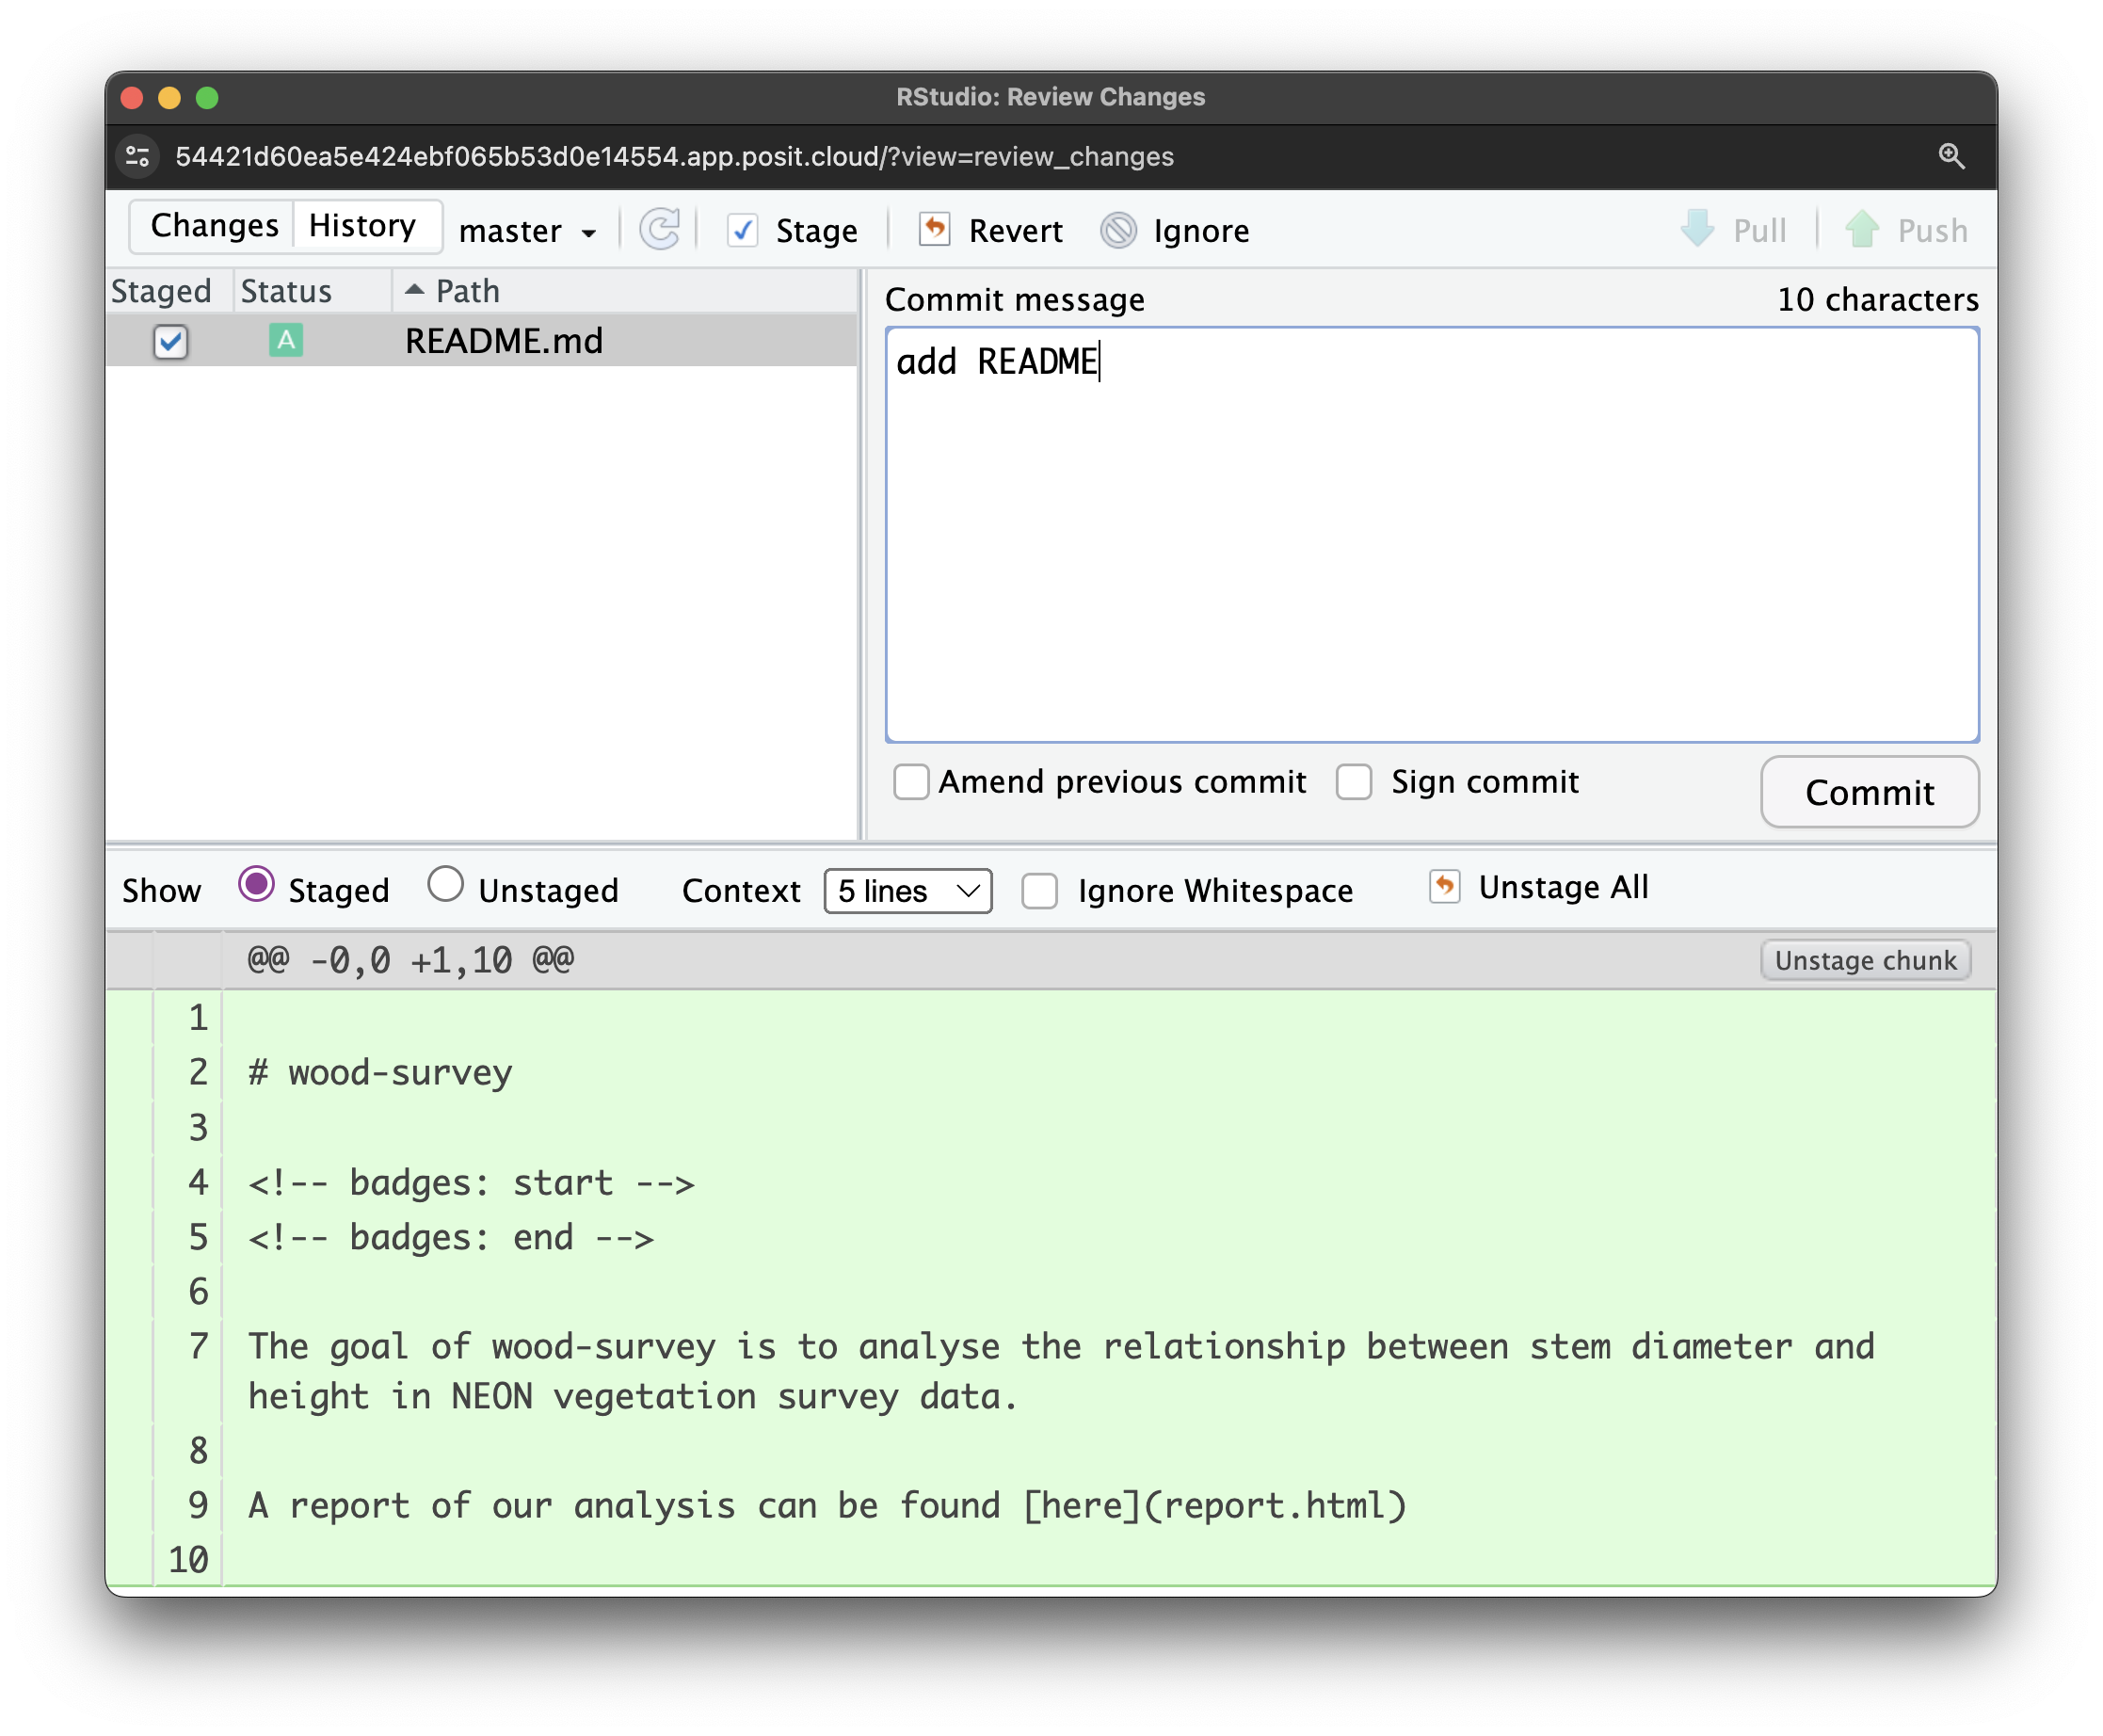 RStudio: Review Changes
54421d60ea5e424ebf065b53d0e14554.app.posit.cloud/?view=review_changes
Changes History master Stage Revert Ignore Pull Push
Staged Status Path
A README.md
Commit message 10 characters
add README
Amend previous commit Sign commit Commit
Show Staged Unstaged Context 5 lines Ignore Whitespace Unstage All
@@ -0,0 +1,10 @@ Unstage chunk
1
2 # wood-survey
3
4 <!-- badges: start -->
5 <!-- badges: end -->
6
7 The goal of wood-survey is to analyse the relationship between stem diameter and
height in NEON vegetation survey data.
8
9 A report of our analysis can be found [here](report.html)
10